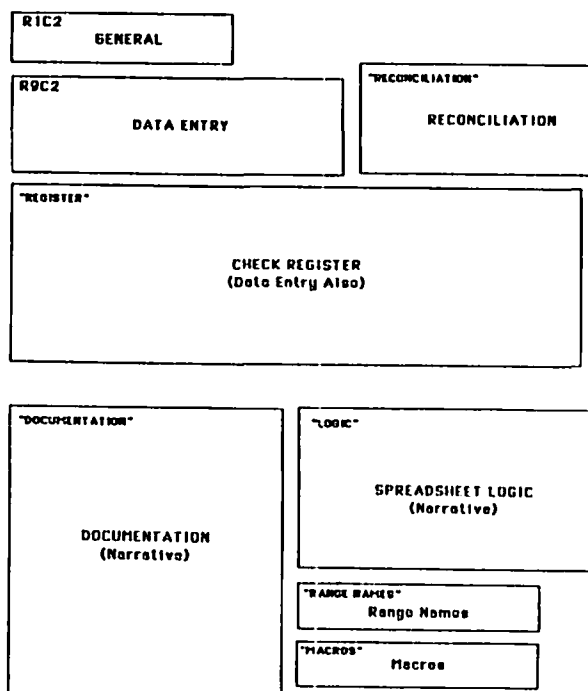 R1C2
GENERAL
R9C2
DATA ENTRY
"RECONCILIATION"
RECONCILIATION
"REGISTER"
CHECK REGISTER
(Data Entry Also)
"DOCUMENTATION"
DOCUMENTATION
(Narrative)
"LOGIC"
SPREADSHEET LOGIC
(Narrative)
"RANGE NAMES"
Range Names
"MACROS"
Macros